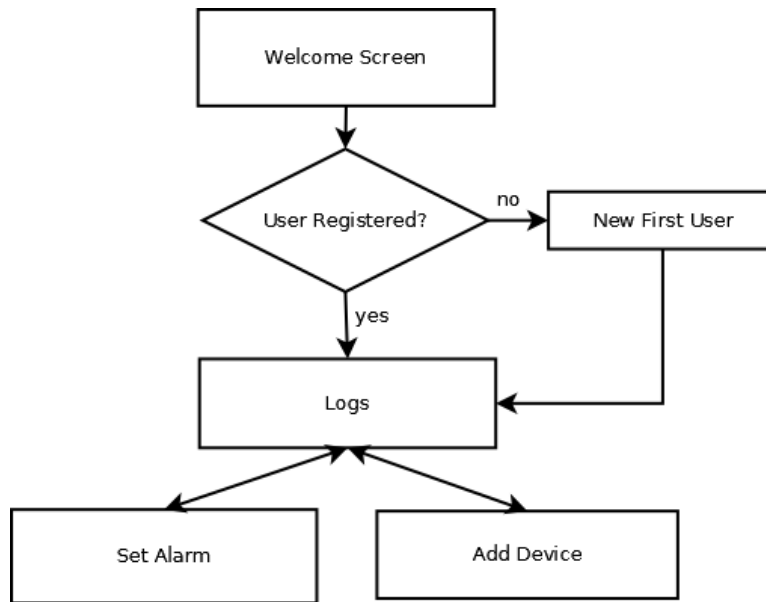 Welcome Screen
User Registered?
no
New First User
yes
Logs
Set Alarm
Add Device